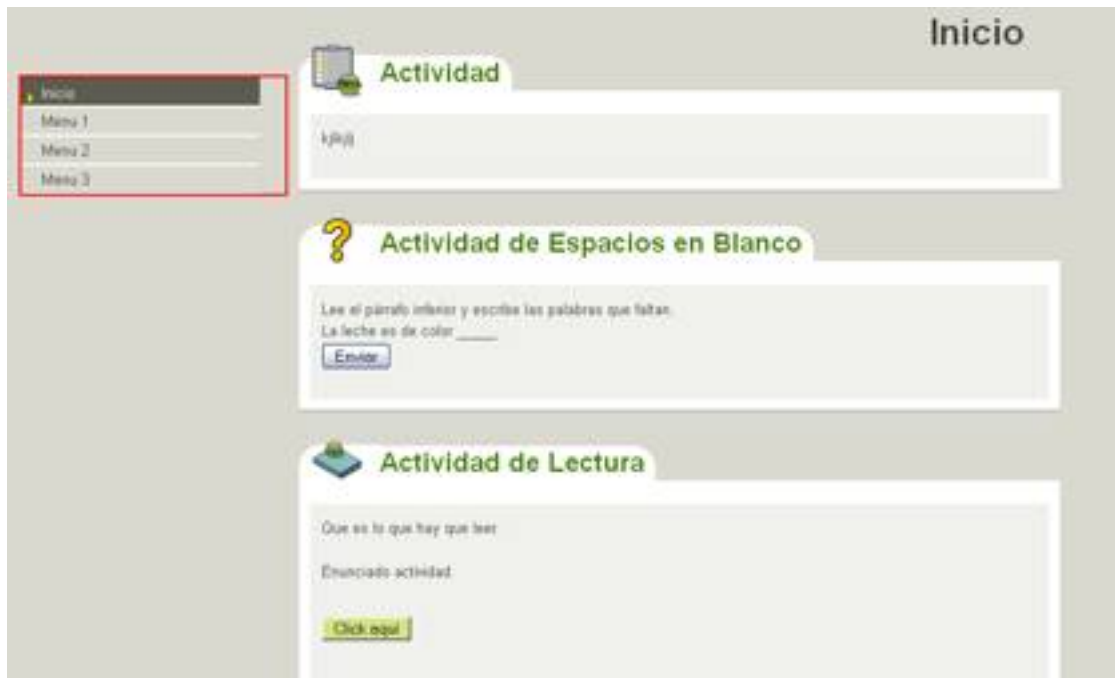 Inicio
Inicio
Menu 1
Menu 2
Menu 3
Actividad
Actividad de Espacios en Blanco
Lee el párrafo inferior y escribe las palabras que faltan.
La leche es de color _____
Enviar
Actividad de Lectura
Que es lo que hay que leer
Enunciado actividad
Click aquí